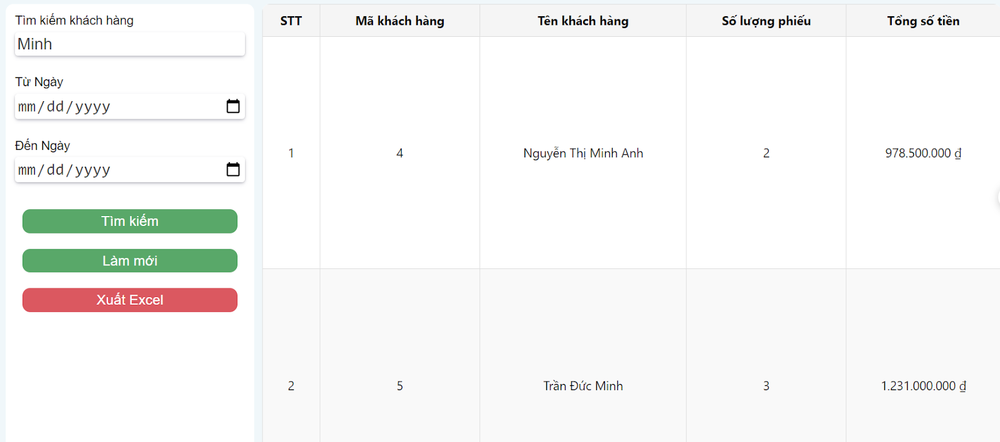 Tìm kiếm khách hàng
Minh
Từ Ngày
mm/dd/yyyy
Đến Ngày
mm/dd/yyyy
Tìm kiếm
Làm mới
Xuất Excel
STT Mã khách hàng Tên khách hàng Số lượng phiếu Tổng số tiền
1 4 Nguyễn Thị Minh Anh 2 978.500.000 ₫
2 5 Trần Đức Minh 3 1.231.000.000 ₫